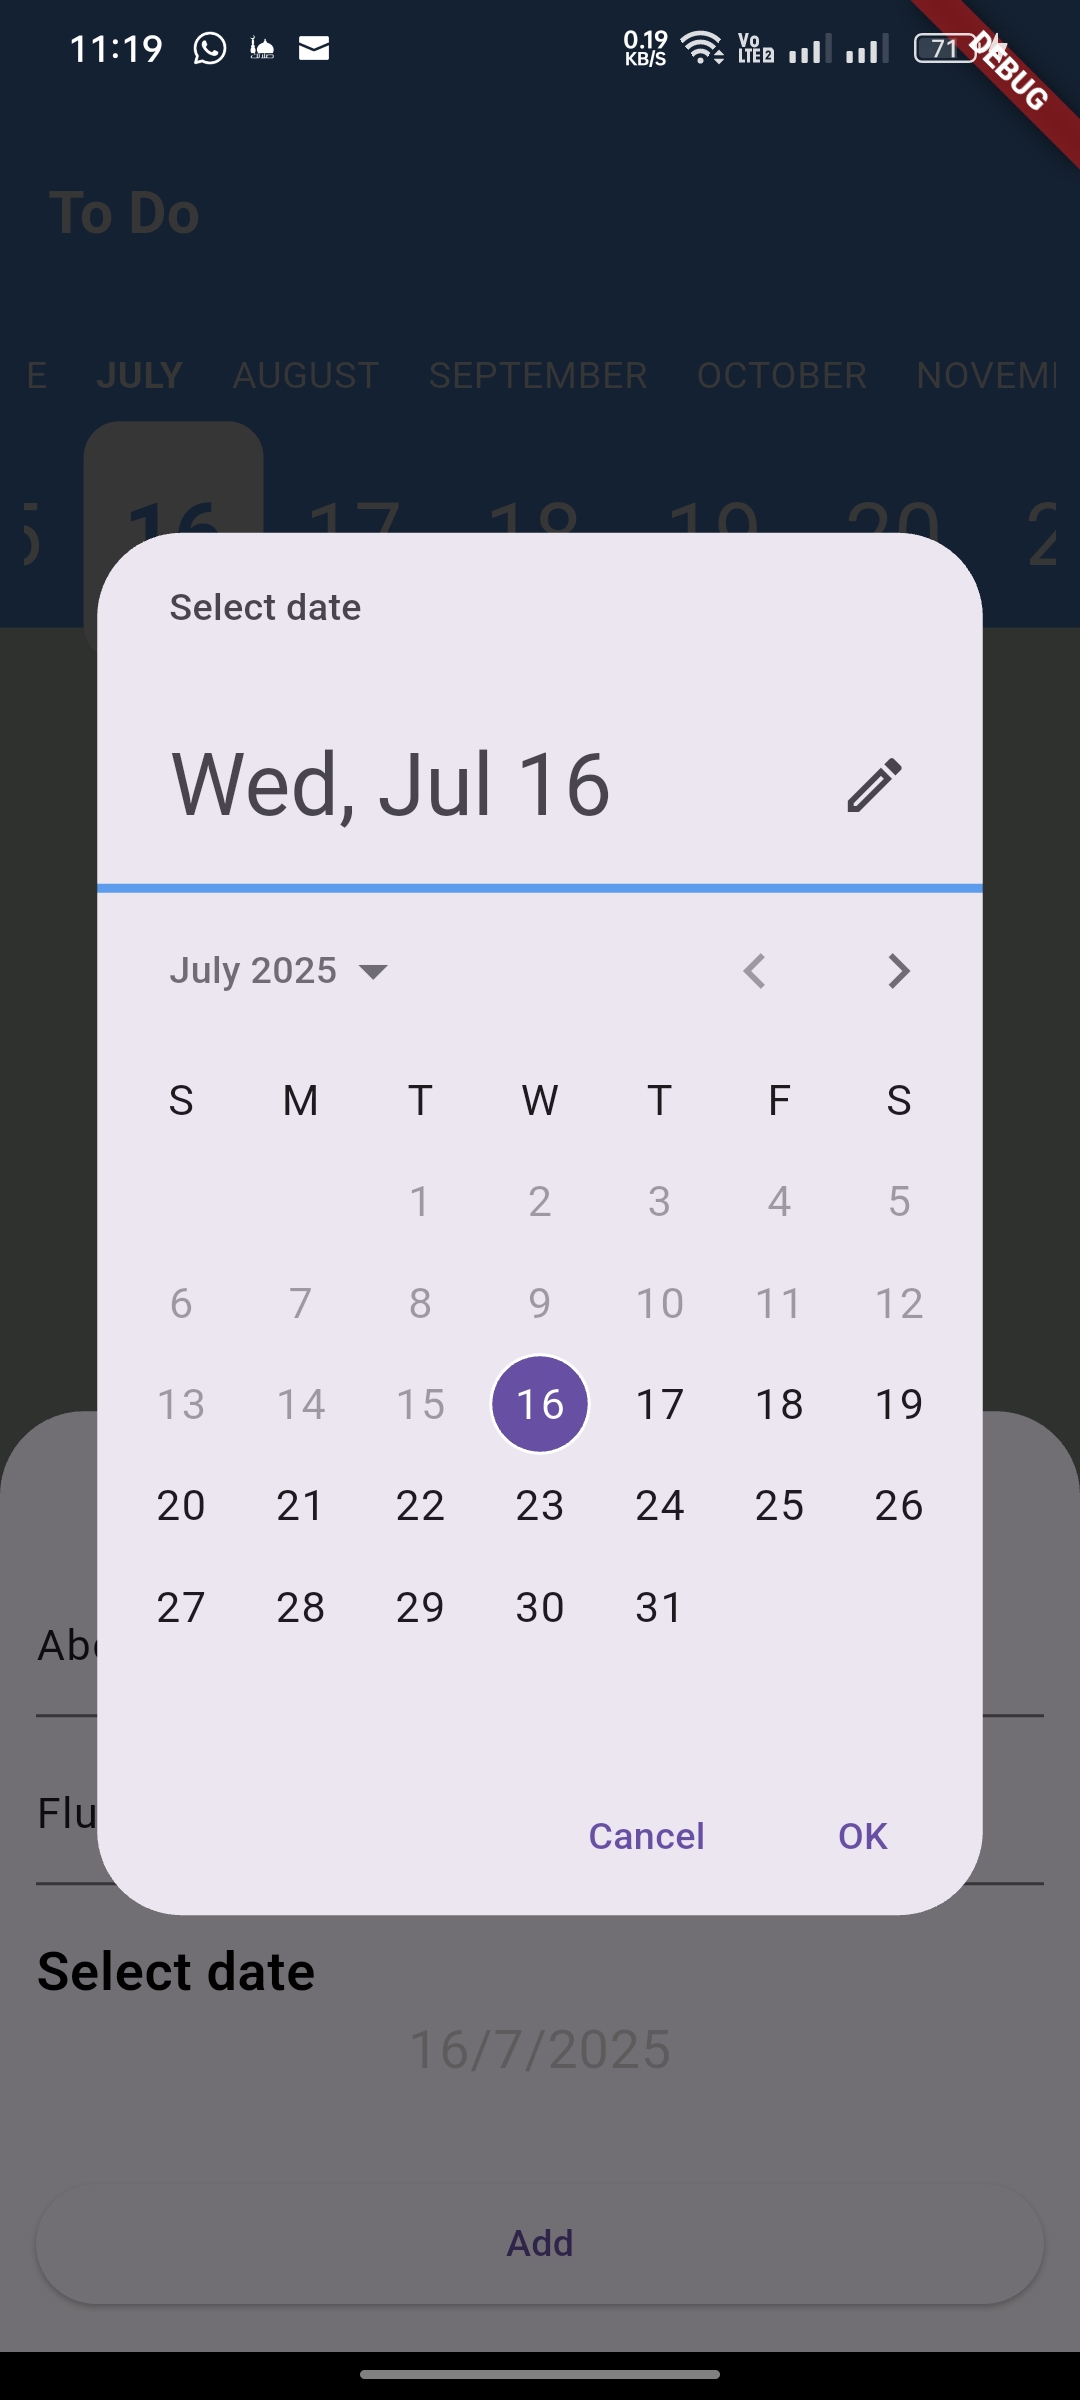 11:19 0.19 KB/S Vo LTE 2 71
DEBUG
To Do
E JULY AUGUST SEPTEMBER OCTOBER NOVEM
16 17 18 19 20 2
Select date
Wed, Jul 16
July 2025
S M T W T F S
1 2 3 4 5
6 7 8 9 10 11 12
13 14 15 16 17 18 19
20 21 22 23 24 25 26
27 28 29 30 31
Ab
Flu
Cancel OK
Select date
16/7/2025
Add